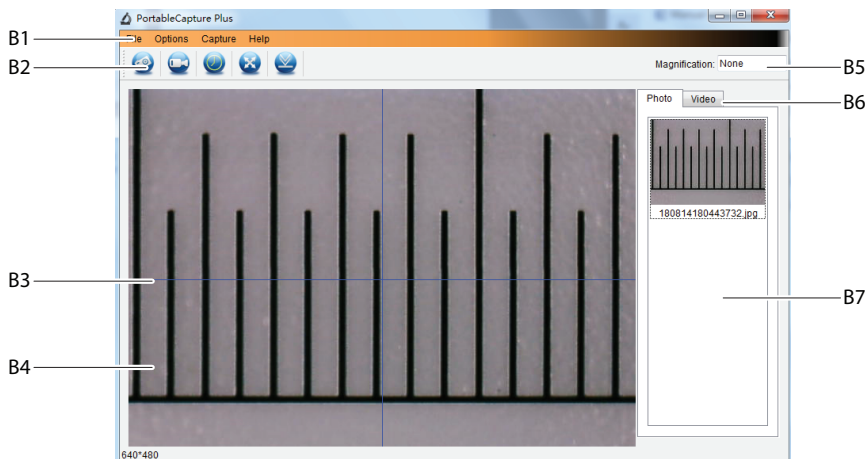 PortableCapture Plus
B1
File Options Capture Help
B2
Magnification: None
B5
Photo Video
B6
180814180443732.jpg
B3
B7
B4
640*480